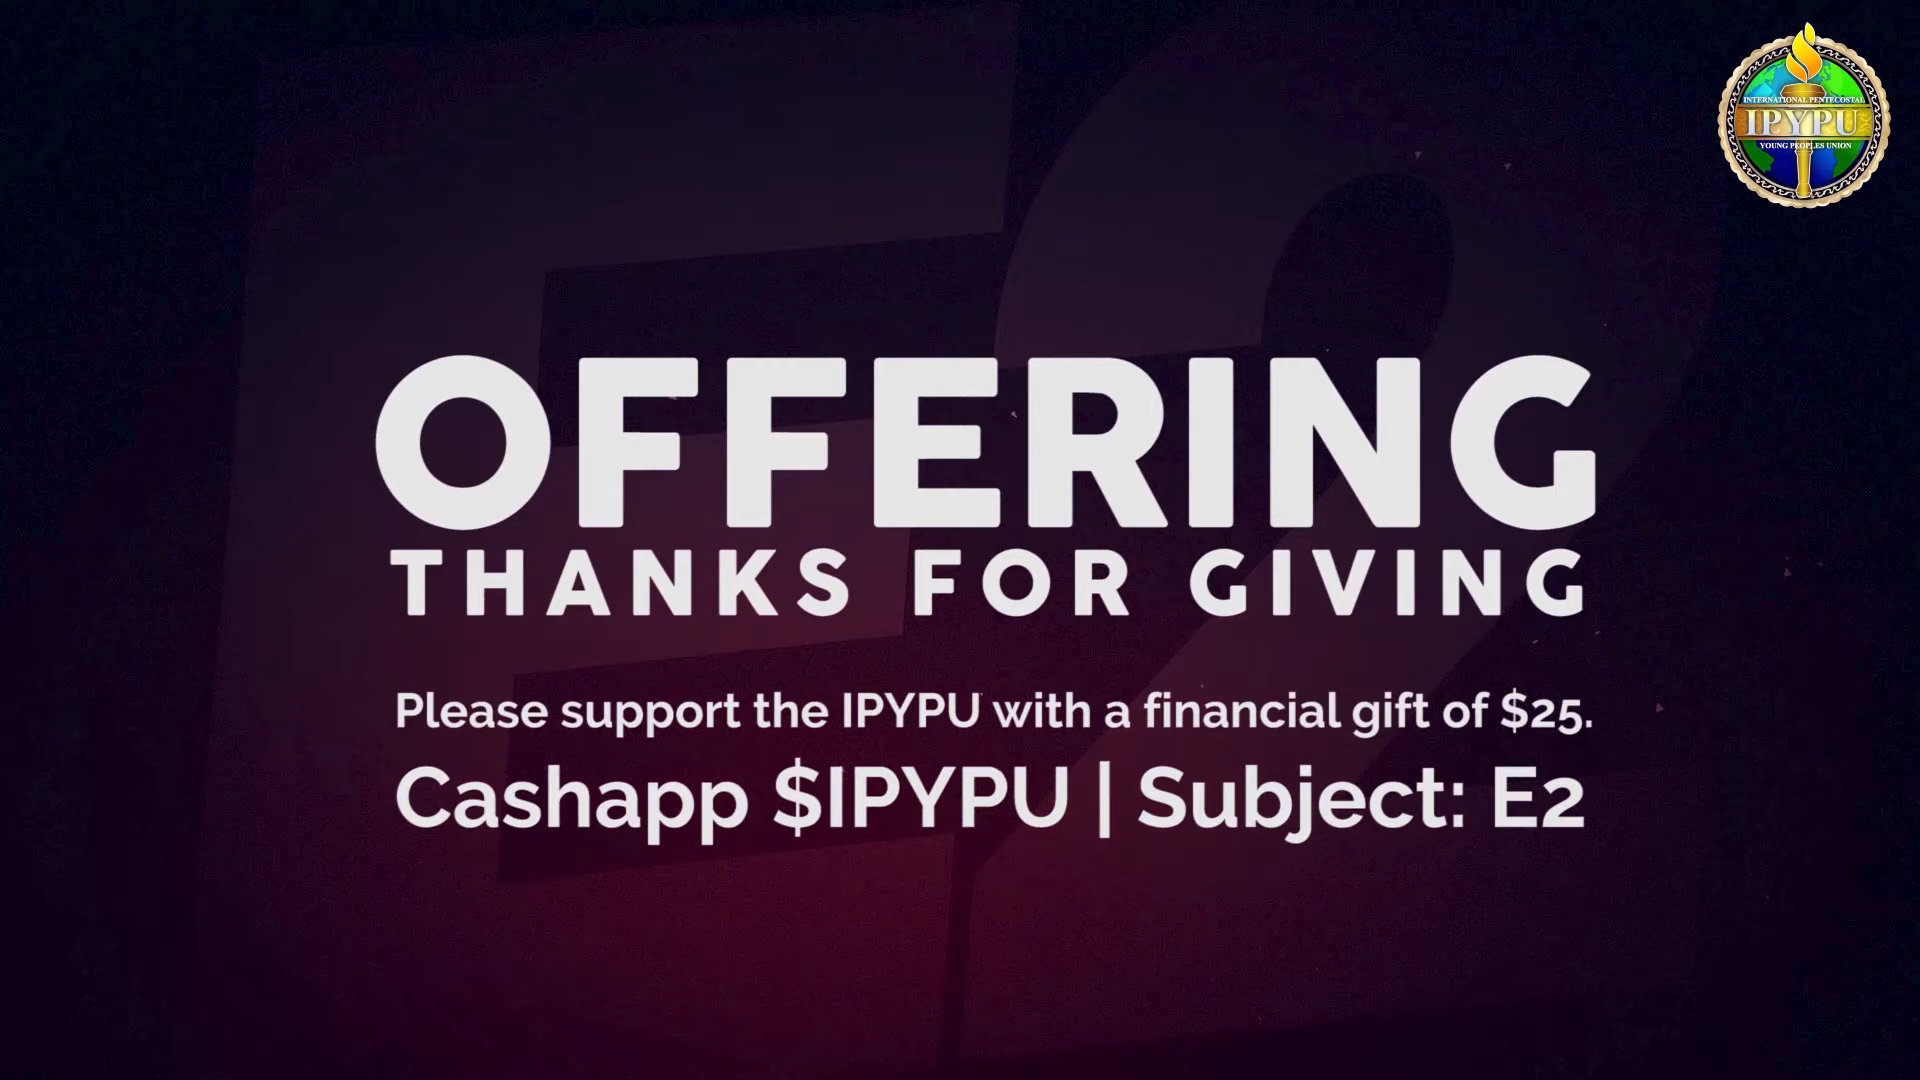 INTERNATIONAL PENTECOSTAL
IPYPU
YOUNG PEOPLES UNION
OFFERING
THANKS FOR GIVING
Please support the IPYPU with a financial gift of $25.
Cashapp $IPYPU | Subject: E2
E2